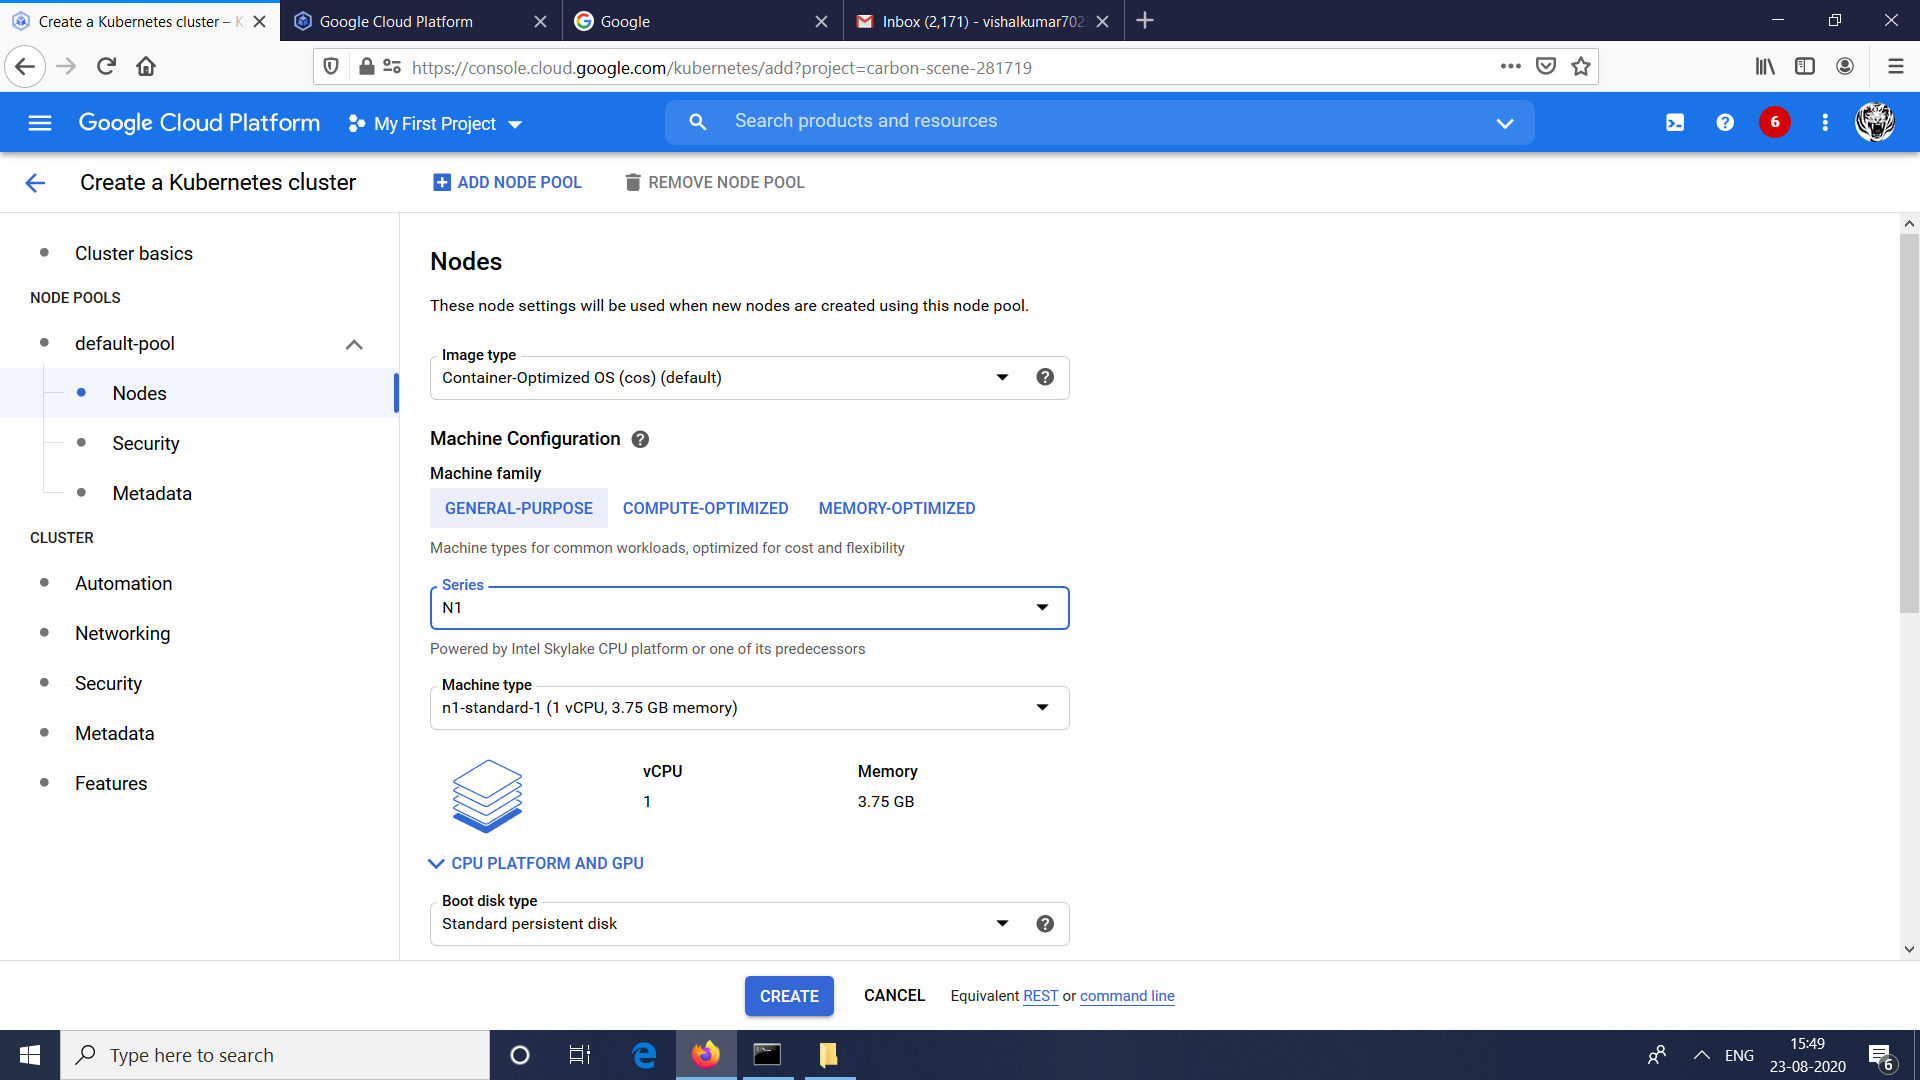 Create a Kubernetes cluster – K
Google Cloud Platform
Google
Inbox (2,171) - vishalkumar702
https://console.cloud.google.com/kubernetes/add?project=carbon-scene-281719
Google Cloud Platform
My First Project
Search products and resources
6
Create a Kubernetes cluster
ADD NODE POOL
REMOVE NODE POOL
Cluster basics
NODE POOLS
default-pool
Nodes
Security
Metadata
CLUSTER
Automation
Networking
Security
Metadata
Features
Nodes
These node settings will be used when new nodes are created using this node pool.
Image type
Container-Optimized OS (cos) (default)
Machine Configuration
Machine family
GENERAL-PURPOSE
COMPUTE-OPTIMIZED
MEMORY-OPTIMIZED
Machine types for common workloads, optimized for cost and flexibility
Series
N1
Powered by Intel Skylake CPU platform or one of its predecessors
Machine type
n1-standard-1 (1 vCPU, 3.75 GB memory)
vCPU
Memory
1
3.75 GB
CPU PLATFORM AND GPU
Boot disk type
Standard persistent disk
CREATE
CANCEL
Equivalent REST or command line
Type here to search
ENG
15:49
23-08-2020
6